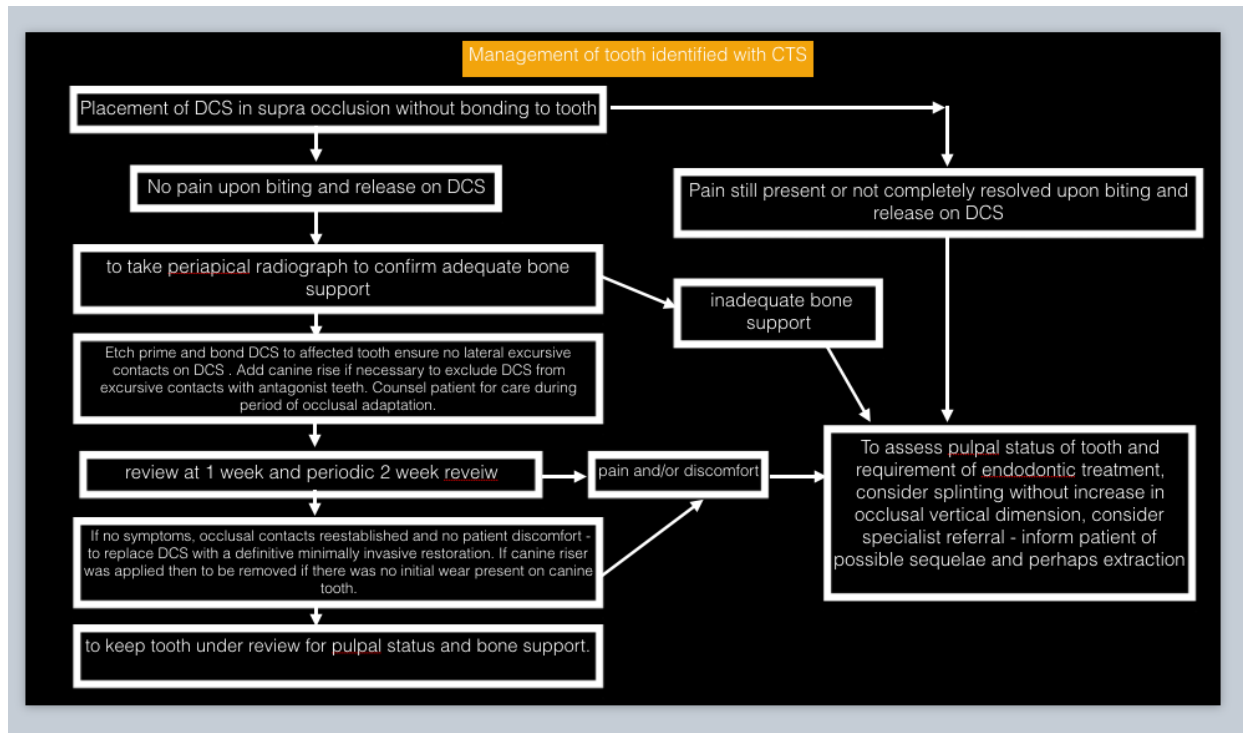 Management of tooth identified with CTS
Placement of DCS in supra occlusion without bonding to tooth
No pain upon biting and release on DCS
Pain still present or not completely resolved upon biting and
release on DCS
to take periapical radiograph to confirm adequate bone
support
inadequate bone
support
Etch prime and bond DCS to affected tooth ensure no lateral excursive
contacts on DCS . Add canine rise if necessary to exclude DCS from
excursive contacts with antagonist teeth. Counsel patient for care during
period of occlusal adaptation.
review at 1 week and periodic 2 week reveiw
pain and/or discomfort
To assess pulpal status of tooth and
requirement of endodontic treatment,
consider splinting without increase in
occlusal vertical dimension, consider
specialist referral - inform patient of
possible sequelae and perhaps extraction
If no symptoms, occlusal contacts reestablished and no patient discomfort -
to replace DCS with a definitive minimally invasive restoration. If canine riser
was applied then to be removed if there was no initial wear present on canine
tooth.
to keep tooth under review for pulpal status and bone support.